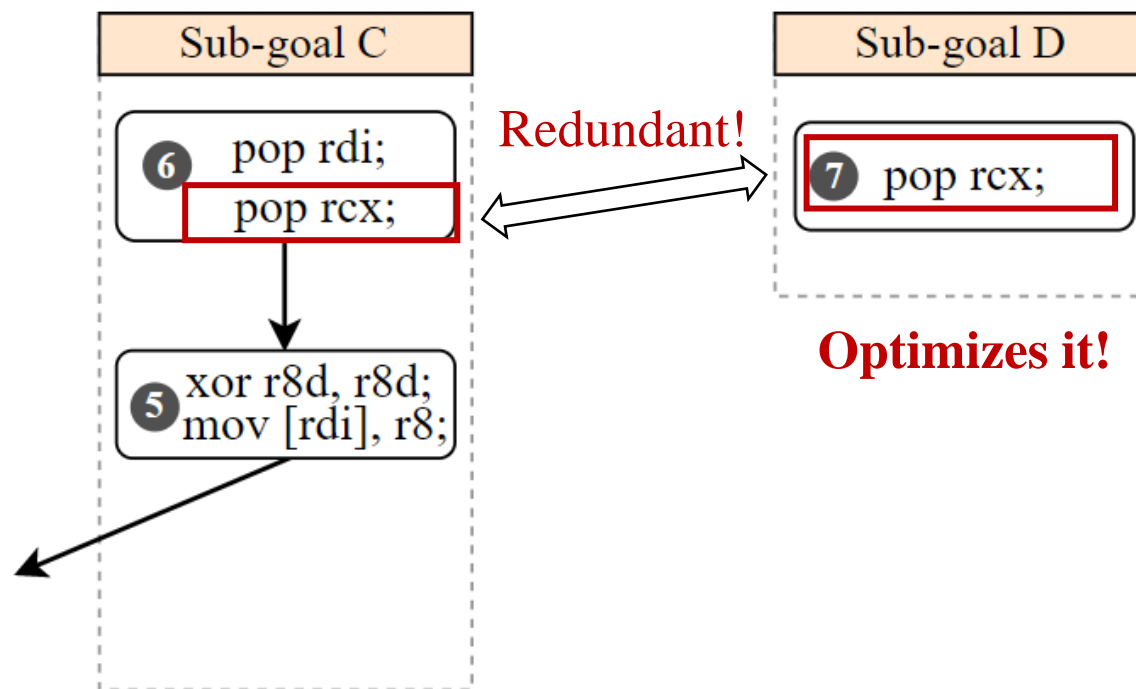 Sub-goal C
6
pop rdi;
pop rcx;
5
xor r8d, r8d;
mov [rdi], r8;
Redundant!
Sub-goal D
7 pop rcx;
Optimizes it!